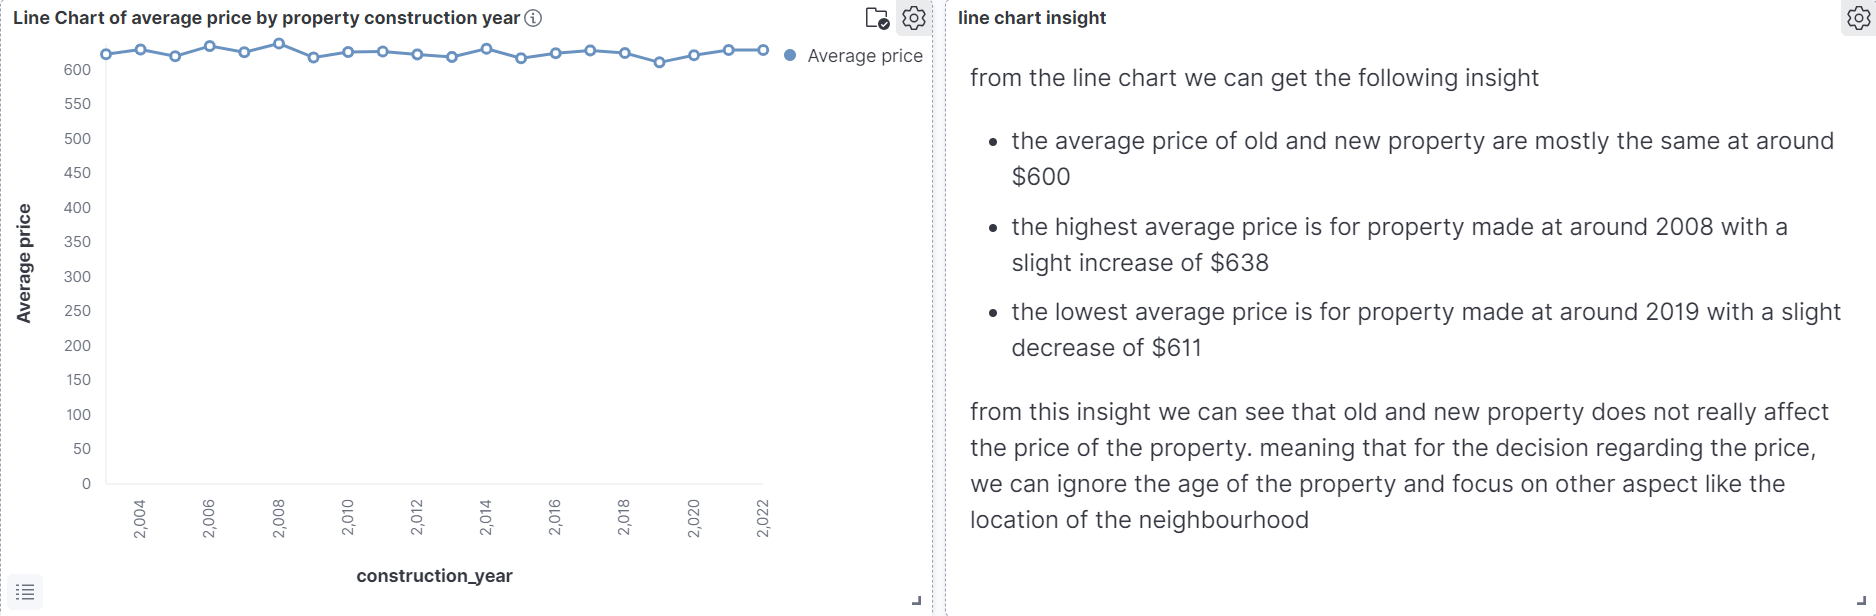 Line Chart of average price by property construction year
Average price
600
550
500
450
400
350
300
250
200
150
100
50
0
Average price
2,004
2,006
2,008
2,010
2,012
2,014
2,016
2,018
2,020
2,022
construction_year
line chart insight
from the line chart we can get the following insight
• the average price of old and new property are mostly the same at around
$600
• the highest average price is for property made at around 2008 with a
slight increase of $638
• the lowest average price is for property made at around 2019 with a slight
decrease of $611
from this insight we can see that old and new property does not really affect
the price of the property. meaning that for the decision regarding the price,
we can ignore the age of the property and focus on other aspect like the
location of the neighbourhood